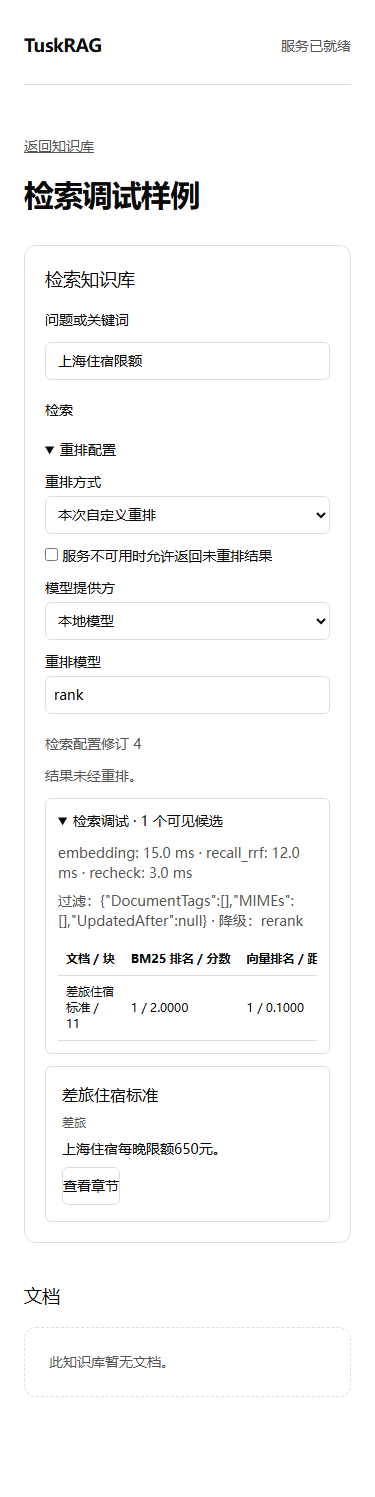 TuskRAG
服务已就绪
返回知识库
检索调试样例
检索知识库
问题或关键词
上海住宿限额
检索
▼ 重排配置
重排方式
本次自定义重排
服务不可用时允许返回未重排结果
模型提供方
本地模型
重排模型
rank
检索配置修订 4
结果未经重排。
▼ 检索调试 · 1 个可见候选
embedding: 15.0 ms · recall_rrf: 12.0
ms · recheck: 3.0 ms
过滤：{"DocumentTags":[],"MIMEs":
[],"UpdatedAfter":null} · 降级：rerank
文档 / 块 BM25 排名 / 分数 向量排名 / 距
差旅住宿
标准 /
11
1 / 2.0000 1 / 0.1000
差旅住宿标准
差旅
上海住宿每晚限额650元。
查看章节
文档
此知识库暂无文档。